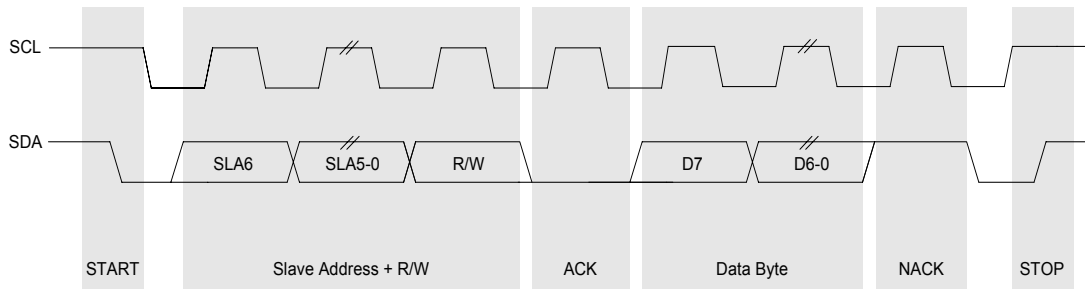 SCL
SDA
SLA6 SLA5-0 R/W D7 D6-0
START Slave Address + R/W ACK Data Byte NACK STOP